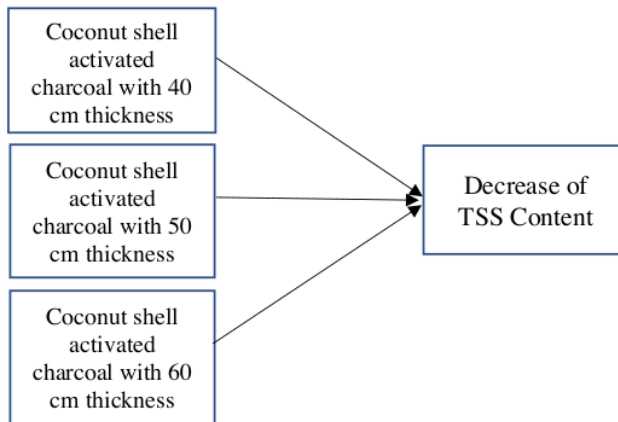 Coconut shell
activated
charcoal with 40
cm thickness
Coconut shell
activated
charcoal with 50
cm thickness
Coconut shell
activated
charcoal with 60
cm thickness
Decrease of
TSS Content